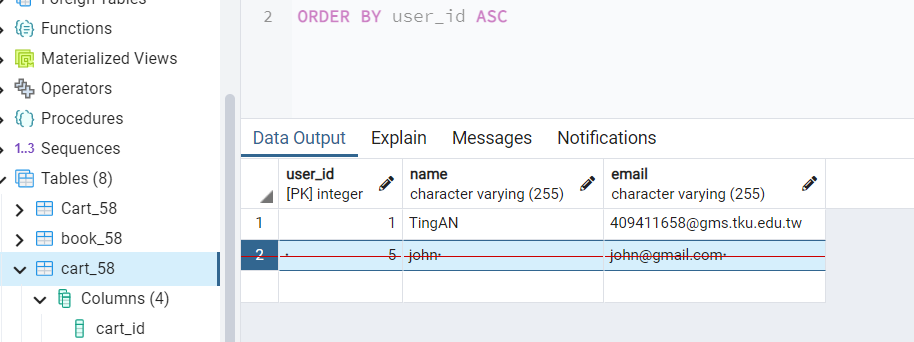 Foreign Tables
Functions
Materialized Views
Operators
Procedures
1..3 Sequences
Tables (8)
Cart_58
book_58
cart_58
Columns (4)
cart_id
2 ORDER BY user_id ASC
Data Output Explain Messages Notifications
user_id name email
[PK] integer character varying (255) character varying (255)
1 1 TingAN 409411658@gms.tku.edu.tw
2 5 john john@gmail.com